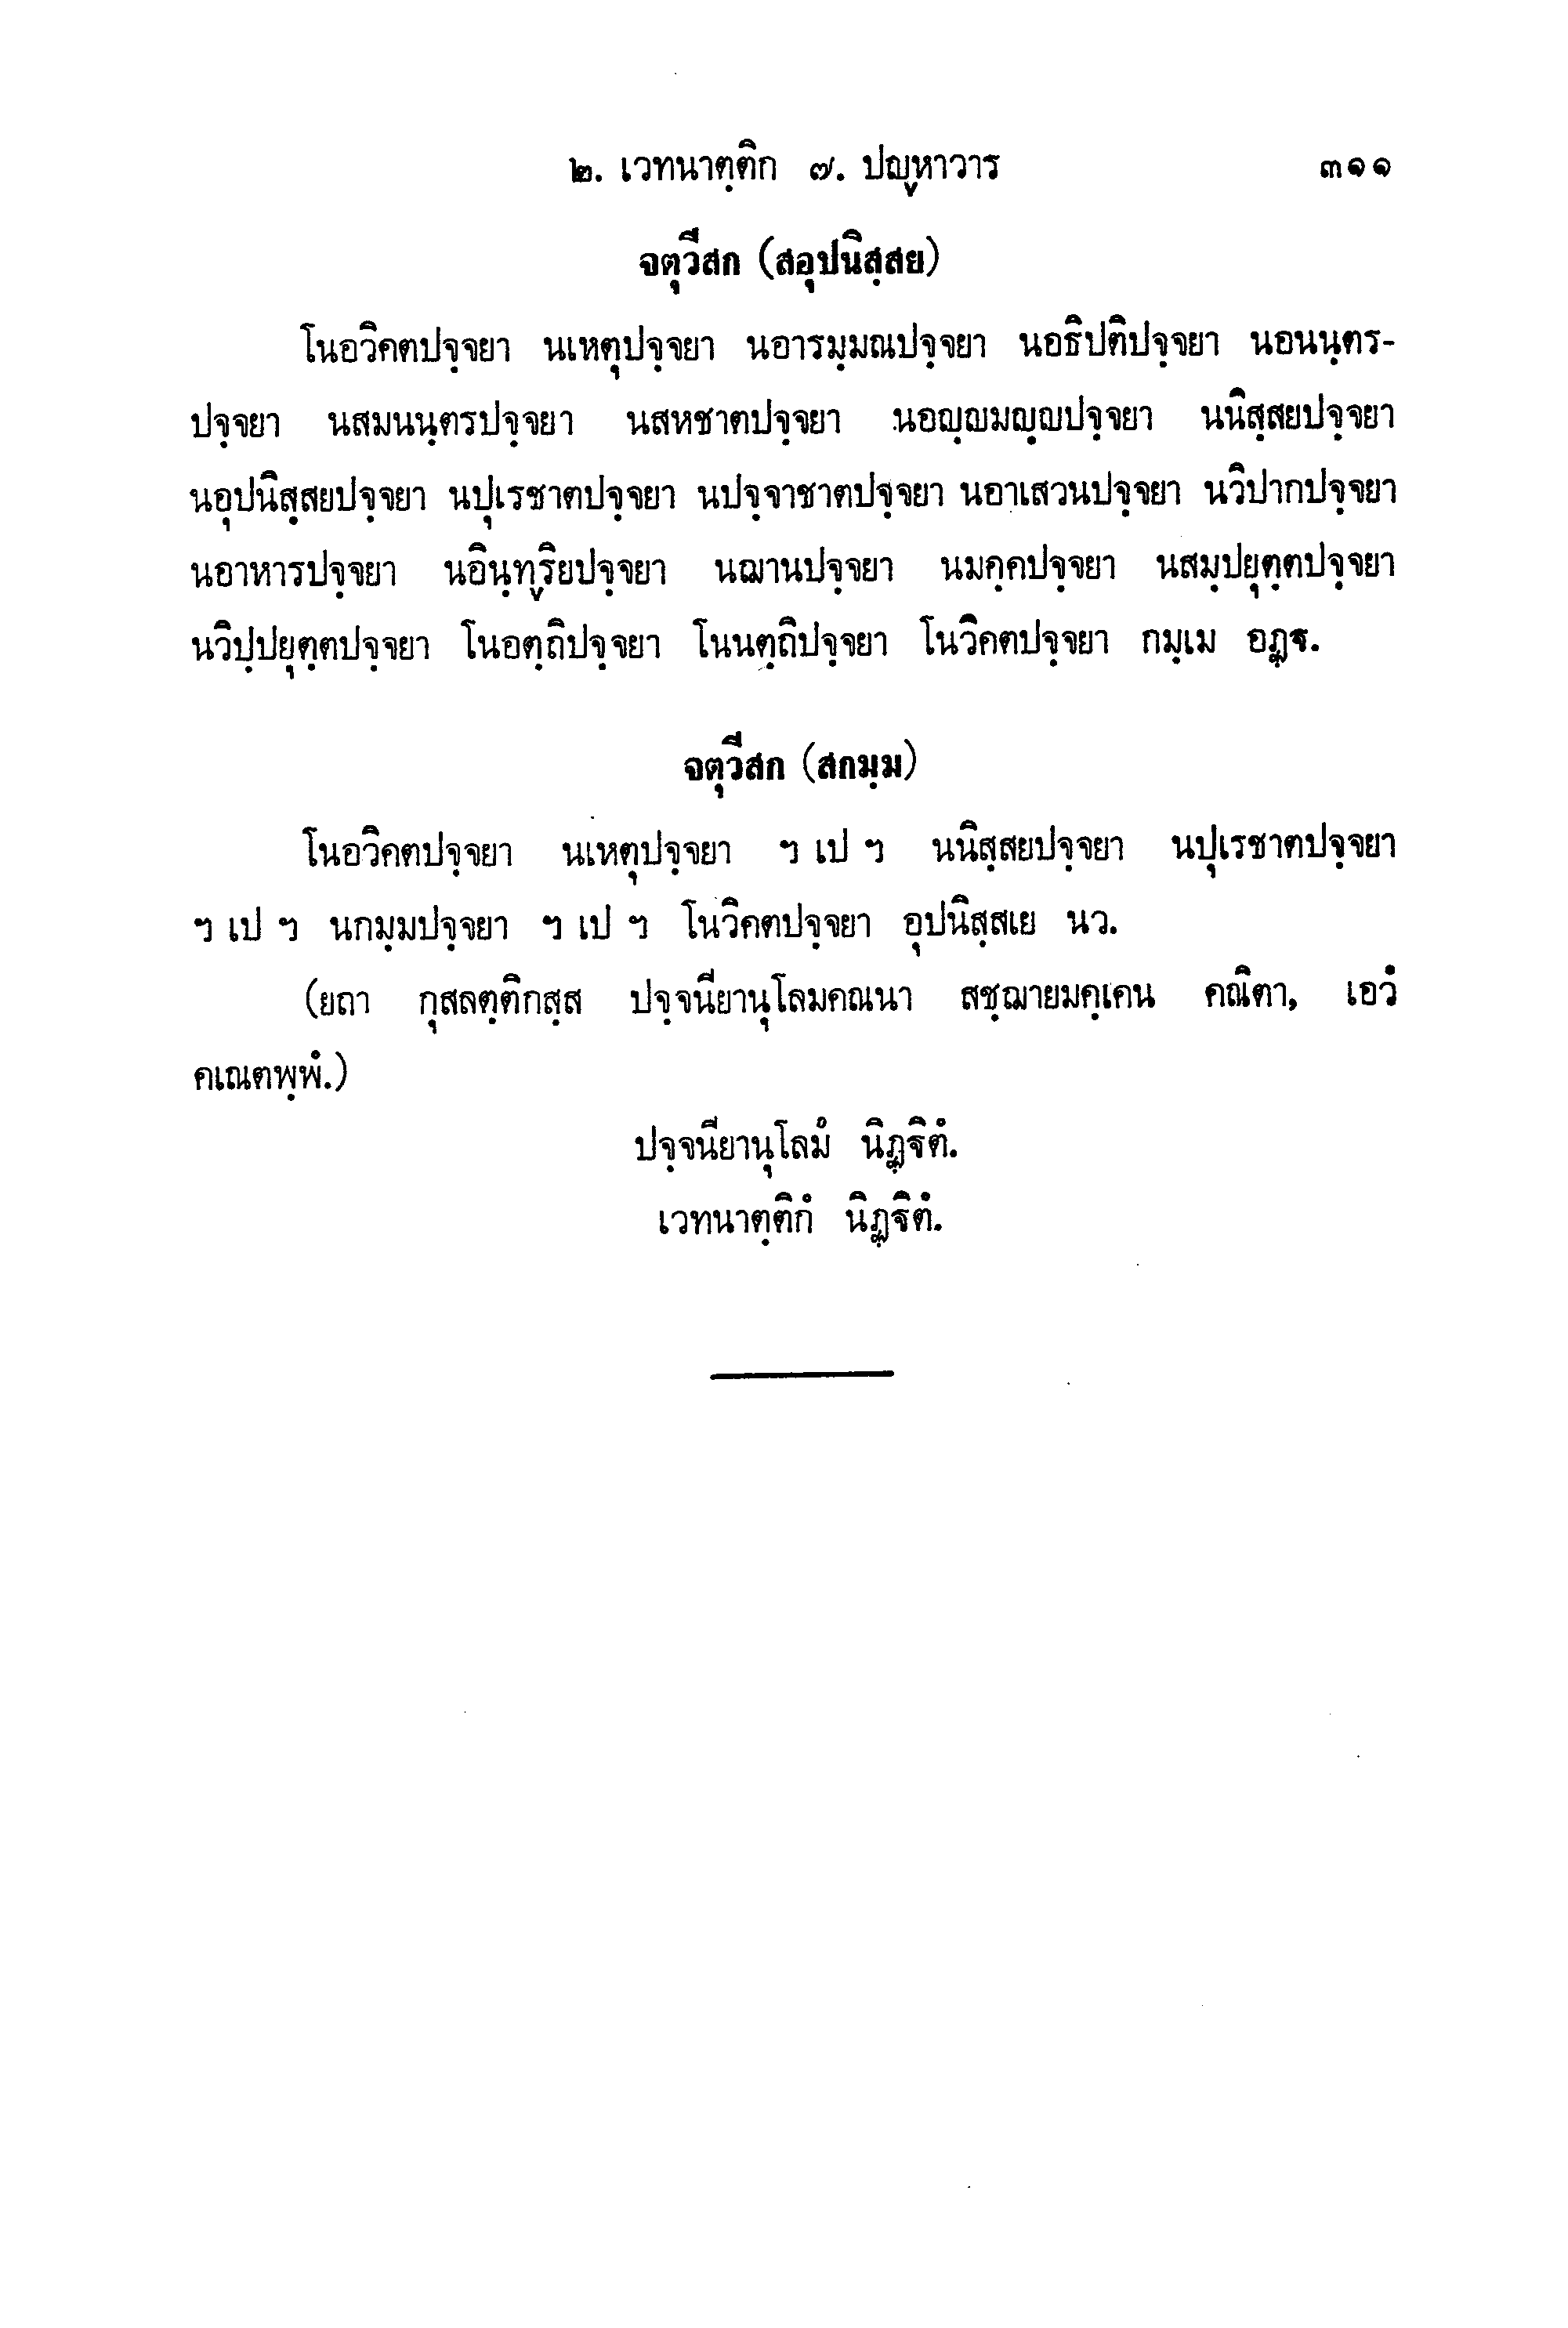 ๒. เวทนาตฺติก ๗. ปญฺหาวาร ๓๑๑
จตุวีสก (สอุปนิสฺสย)
โนอวิคตปจฺจยา นเหตุปจฺจยา นอารมฺมณปจฺจยา นอธิปติปจฺจยา นอนนฺตร-
ปจฺจยา นสมนนฺตรปจฺจยา นสหชาตปจฺจยา นอญฺญมญฺญปจฺจยา นนิสฺสยปจฺจยา
นอุปนิสฺสยปจฺจยา นปุเรชาตปจฺจยา นปจฺจาชาตปจฺจยา นอาเสวนปจฺจยา นวิปากปจฺจยา
นอาหารปจฺจยา นอินฺทฺริยปจฺจยา นฌานปจฺจยา นมคฺคปจฺจยา นสมฺปยุตฺตปจฺจยา
นวิปฺปยุตฺตปจฺจยา โนอตฺถิปจฺจยา โนนตฺถิปจฺจยา โนวิคตปจฺจยา กมฺเม อฏฺฐ.
จตุวีสก (สกมฺม)
โนอวิคตปจฺจยา นเหตุปจฺจยา ฯ เป ฯ นนิสฺสยปจฺจยา นปุเรชาตปจฺจยา
ฯ เป ฯ นกมฺมปจฺจยา ฯ เป ฯ โนวิคตปจฺจยา อุปนิสฺสเย นว.
(ยถา กุสลตฺติกสฺส ปจฺจนียานุโลมคณนา สชฺฌายมคฺเคน คณิตา, เอวํ
คเณตพฺพํ.)
ปจฺจนียานุโลมํ นิฏฺฐิตํ.
เวทนาตฺติกํ นิฏฺฐิตํ.